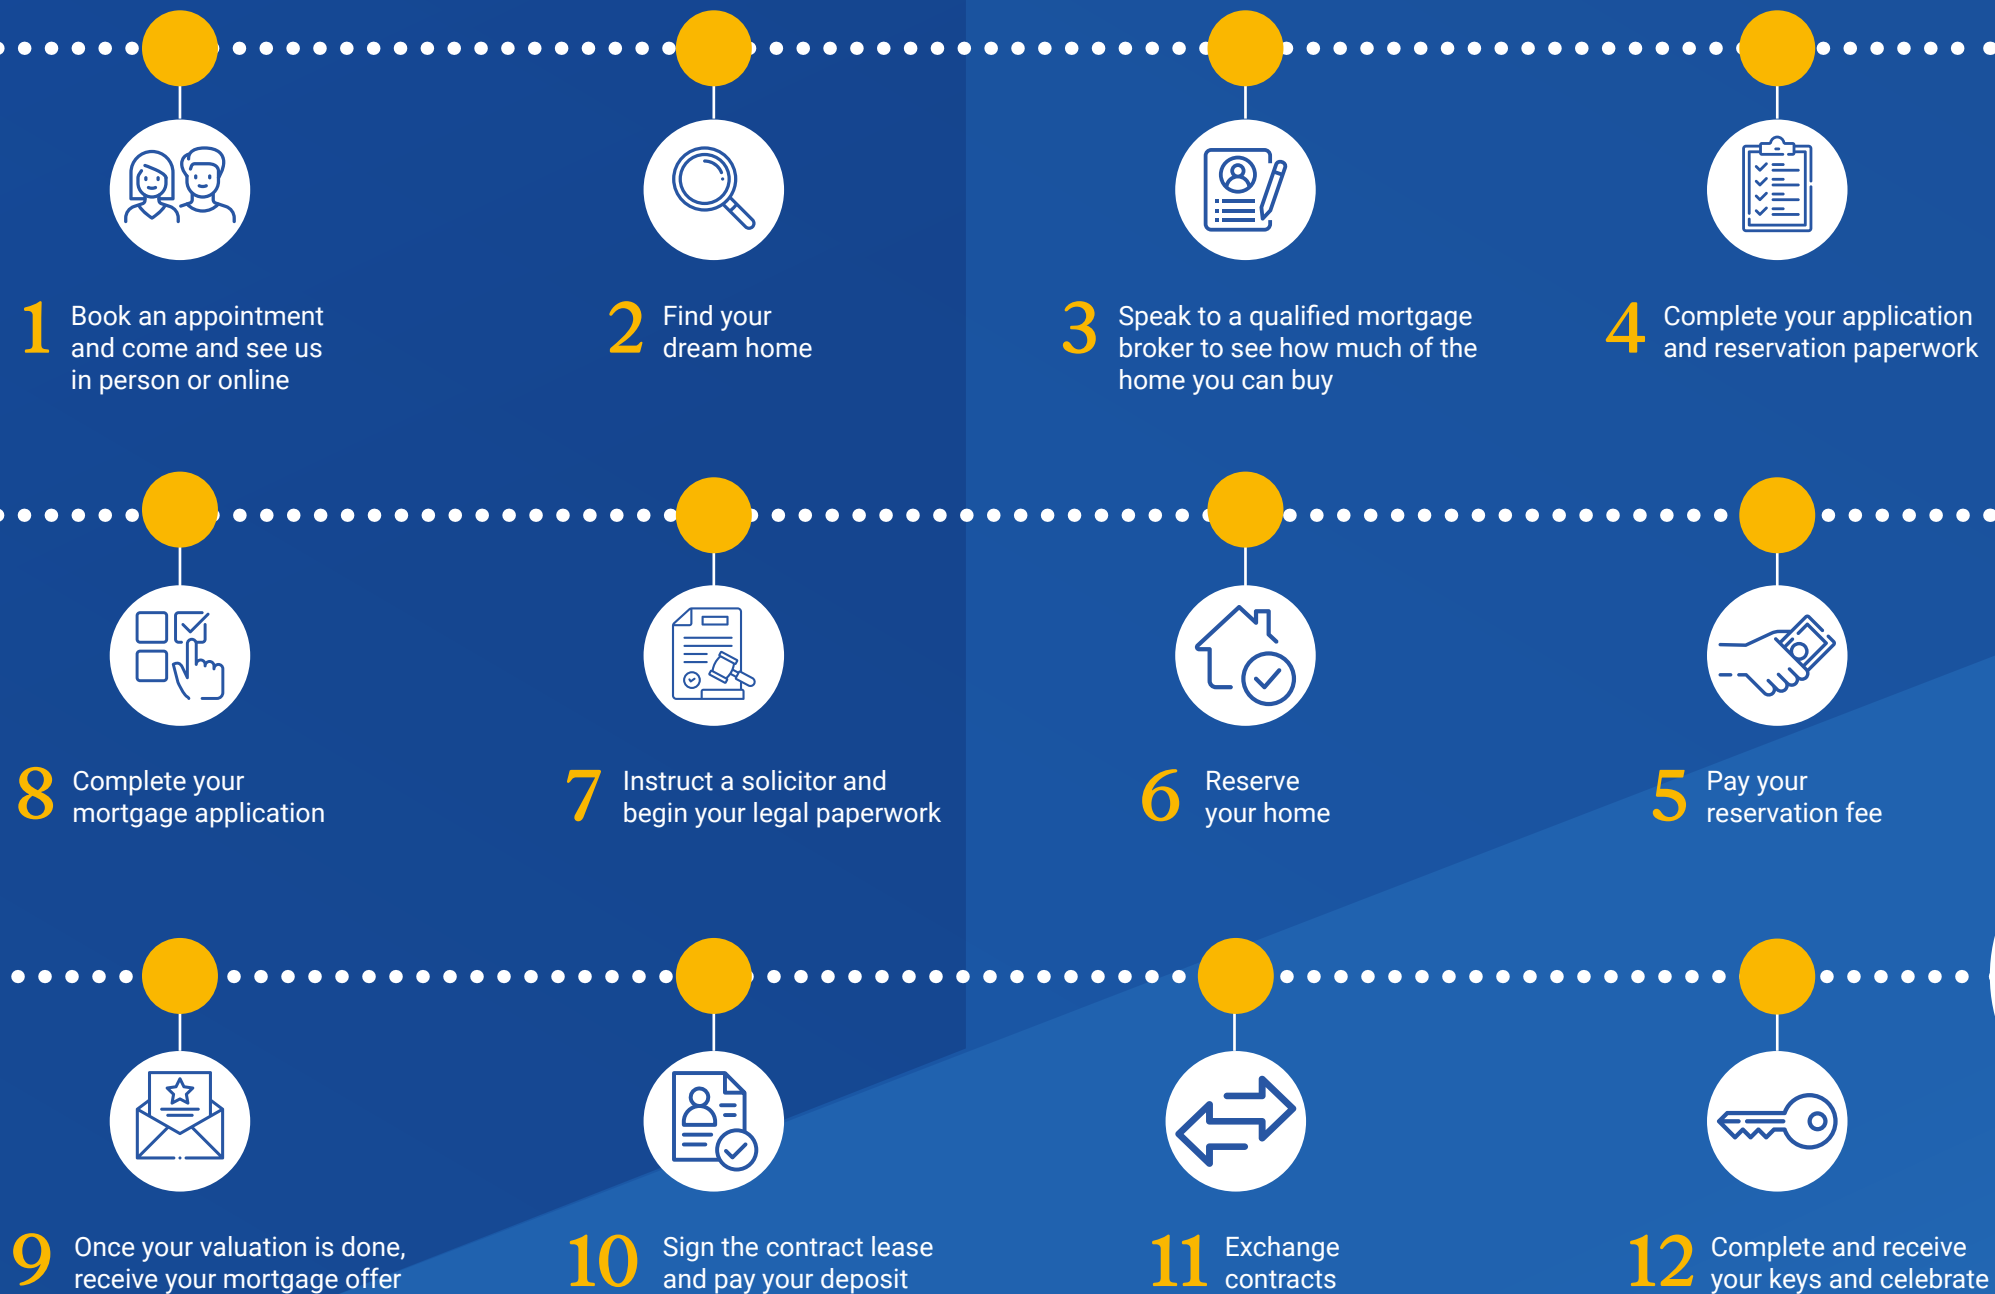 1
Book an appointment
and come and see us
in person or online
2
Find your
dream home
3
Speak to a qualified mortgage
broker to see how much of the
home you can buy
4
Complete your application
and reservation paperwork
8
Complete your
mortgage application
7
Instruct a solicitor and
begin your legal paperwork
6
Reserve
your home
5
Pay your
reservation fee
9
Once your valuation is done,
receive your mortgage offer
10
Sign the contract lease
and pay your deposit
11
Exchange
contracts
12
Complete and receive
your keys and celebrate